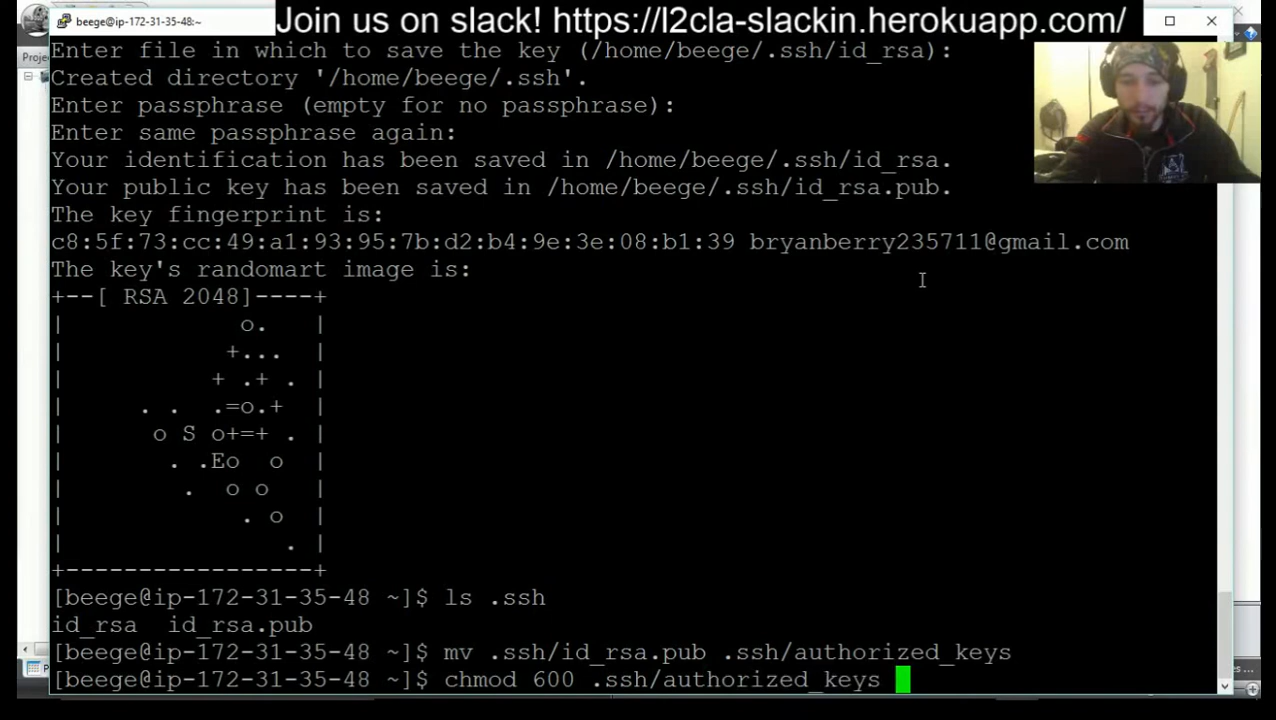 beege@ip-172-31-35-48:~
Join us on slack! https://l2cla-slackin.herokuapp.com/
Projec
Enter file in which to save the key (/home/beege/.ssh/id_rsa):
Created directory '/home/beege/.ssh'.
Enter passphrase (empty for no passphrase):
Enter same passphrase again:
Your identification has been saved in /home/beege/.ssh/id_rsa.
Your public key has been saved in /home/beege/.ssh/id_rsa.pub.
The key fingerprint is:
c8:5f:73:cc:49:a1:93:95:7b:d2:b4:9e:3e:08:b1:39 bryanberry235711@gmail.com
The key's randomart image is:
+--[ RSA 2048]----+
|            o.   |
|           +...  |
|          + .+ . |
|     . .  .=o.+  |
|      o S o+=+ . |
|       . .Eo  o  |
|        .  o o   |
|            . o  |
|               . |
+-----------------+
[beege@ip-172-31-35-48 ~]$ ls .ssh
id_rsa  id_rsa.pub
[beege@ip-172-31-35-48 ~]$ mv .ssh/id_rsa.pub .ssh/authorized_keys
[beege@ip-172-31-35-48 ~]$ chmod 600 .ssh/authorized_keys